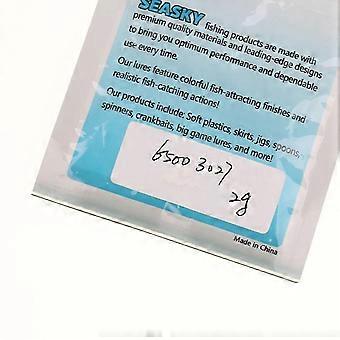 SEASKY fishing products are made with
premium quality materials and leading-edge designs
to bring you optimum performance and dependable
use every time.
Our lures feature colorful fish-attracting finishes and
realistic fish-catching actions!
Our products include: Soft plastics, skirts, jigs, spoons,
spinners, crankbaits, big game lures, and more!
6500 3027
2g
Made in China